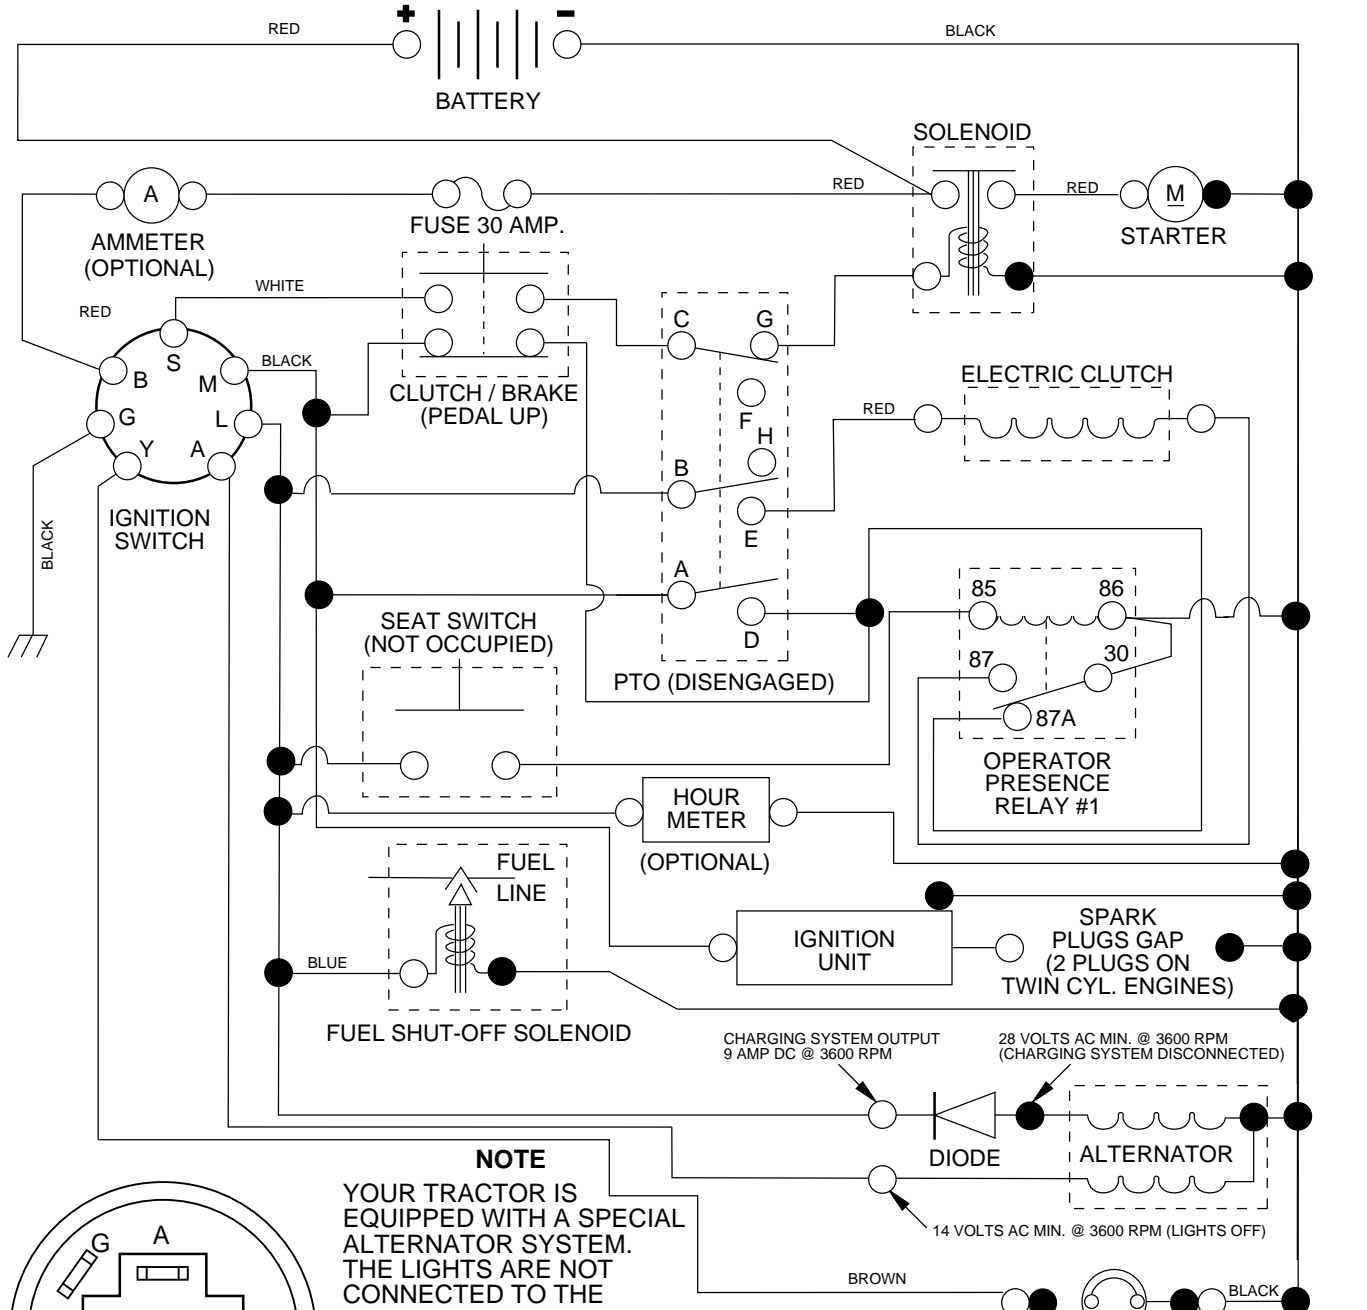 + -
RED
BLACK
BATTERY
SOLENOID
A
RED
RED
M
FUSE 30 AMP.
STARTER
AMMETER
(OPTIONAL)
WHITE
RED
S
B
M
BLACK
C
G
CLUTCH / BRAKE
(PEDAL UP)
ELECTRIC CLUTCH
G
L
F
RED
Y
A
H
B
IGNITION
SWITCH
BLACK
E
A
85
86
SEAT SWITCH
(NOT OCCUPIED)
D
87
30
PTO (DISENGAGED)
87A
OPERATOR
PRESENCE
RELAY #1
HOUR
METER
(OPTIONAL)
FUEL
LINE
IGNITION
UNIT
SPARK
PLUGS GAP
(2 PLUGS ON
TWIN CYL. ENGINES)
BLUE
FUEL SHUT-OFF SOLENOID
CHARGING SYSTEM OUTPUT
9 AMP DC @ 3600 RPM
28 VOLTS AC MIN. @ 3600 RPM
(CHARGING SYSTEM DISCONNECTED)
DIODE
ALTERNATOR
NOTE
YOUR TRACTOR IS
EQUIPPED WITH A SPECIAL
ALTERNATOR SYSTEM.
THE LIGHTS ARE NOT
CONNECTED TO THE
14 VOLTS AC MIN. @ 3600 RPM (LIGHTS OFF)
G
A
BROWN
BLACK